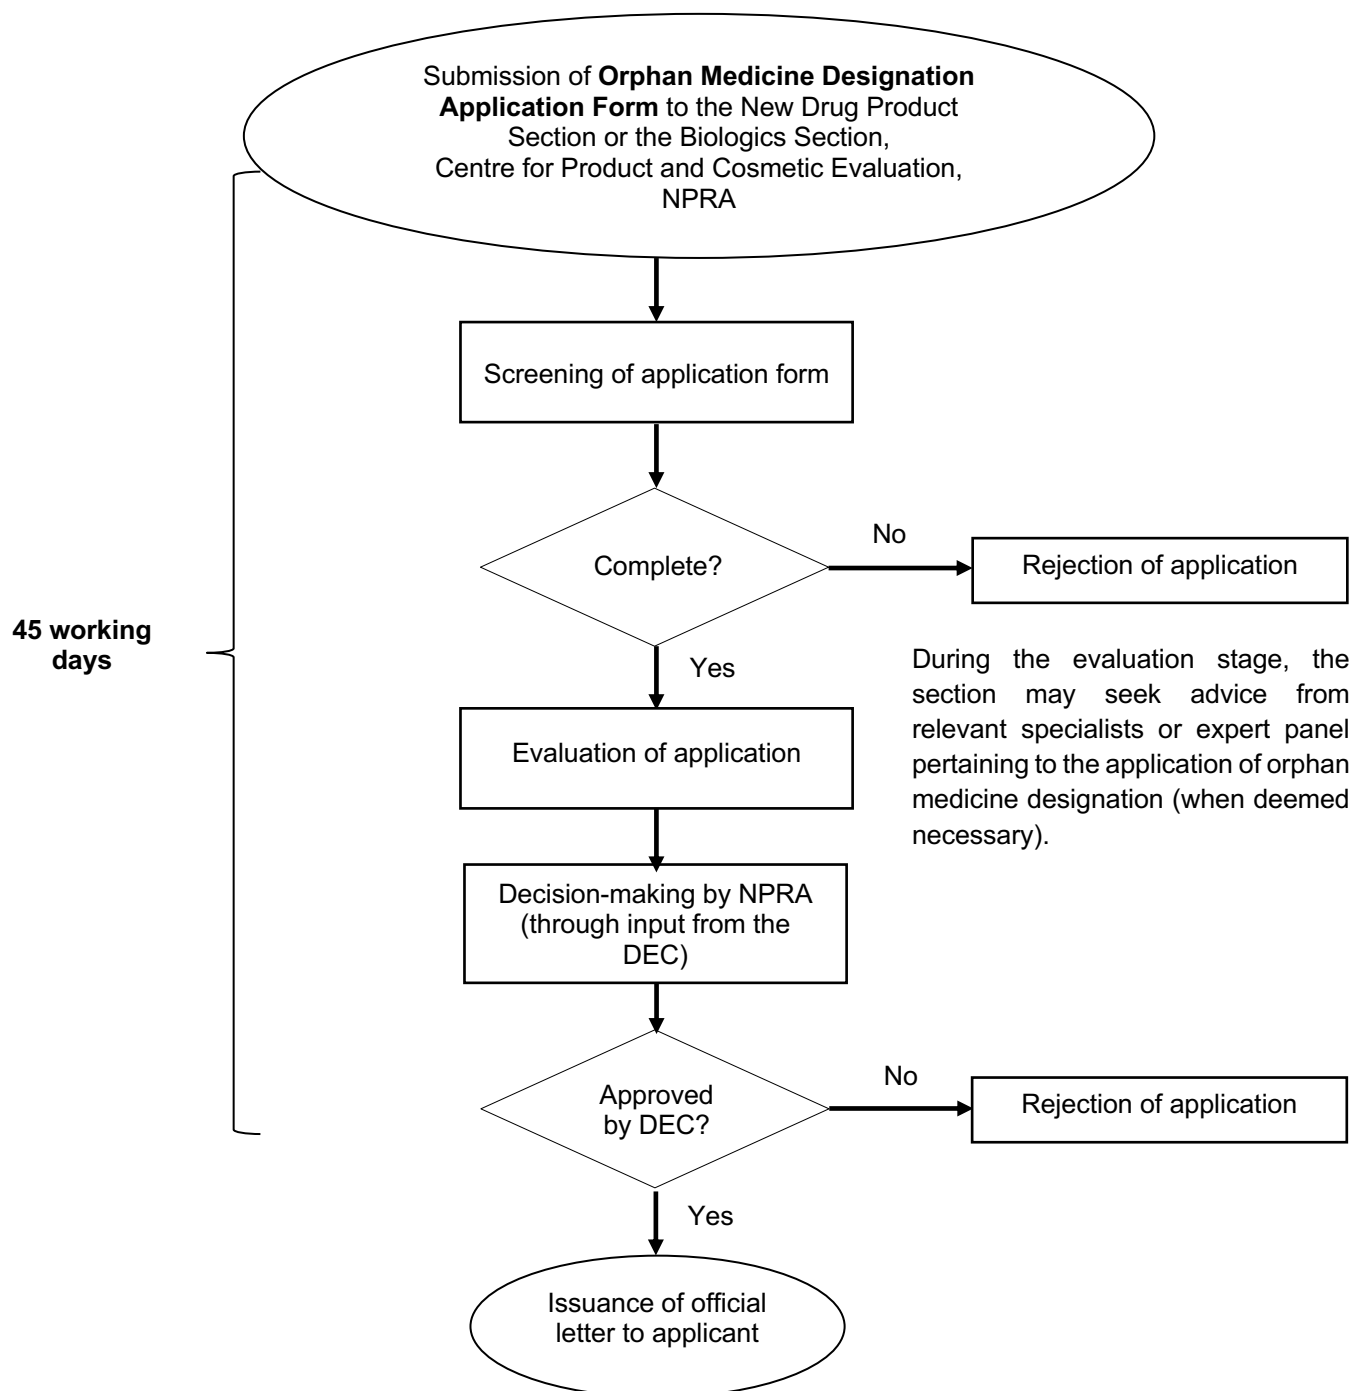 Submission of Orphan Medicine Designation
Application Form to the New Drug Product
Section or the Biologics Section,
Centre for Product and Cosmetic Evaluation,
NPRA
Screening of application form
Complete?
No
Rejection of application
45 working
days
Yes
During the evaluation stage, the
section may seek advice from
relevant specialists or expert panel
pertaining to the application of orphan
medicine designation (when deemed
necessary).
Evaluation of application
Decision-making by NPRA
(through input from the
DEC)
Approved
by DEC?
No
Rejection of application
Yes
Issuance of official
letter to applicant